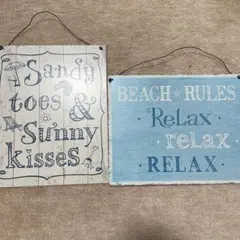 Sandy
toes &
Sunny
kisses.
BEACH RULES
Relax
relax
RELAX